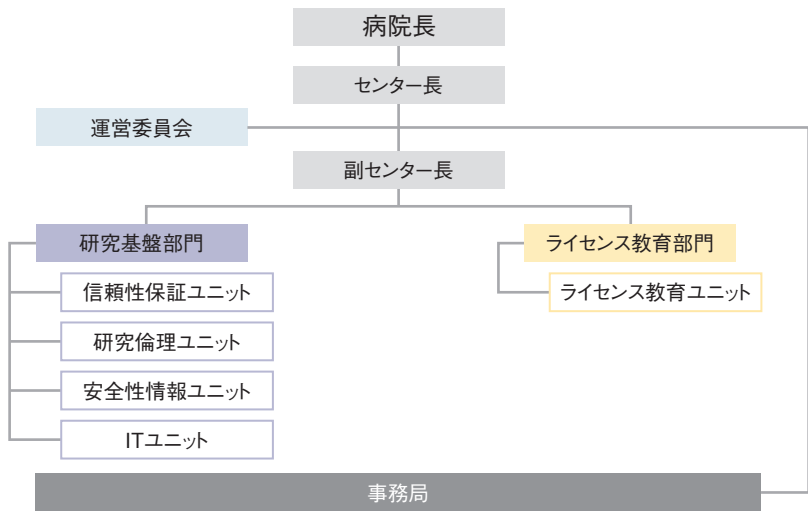 病院長
センター長
運営委員会
副センター長
研究基盤部門
ライセンス教育部門
信頼性保証ユニット
ライセンス教育ユニット
研究倫理ユニット
安全性情報ユニット
ITユニット
事務局